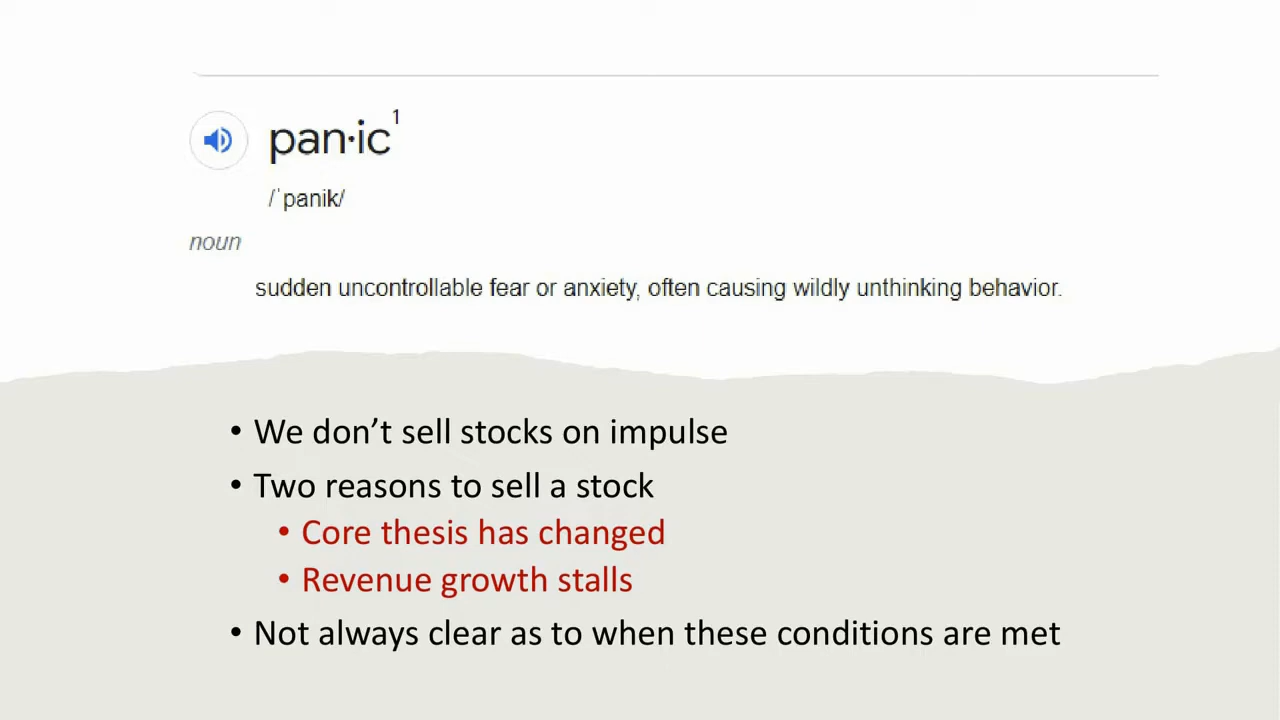 pan·ic¹
/ˈpanik/
noun
sudden uncontrollable fear or anxiety, often causing wildly unthinking behavior.
• We don’t sell stocks on impulse
• Two reasons to sell a stock
• Core thesis has changed
• Revenue growth stalls
• Not always clear as to when these conditions are met